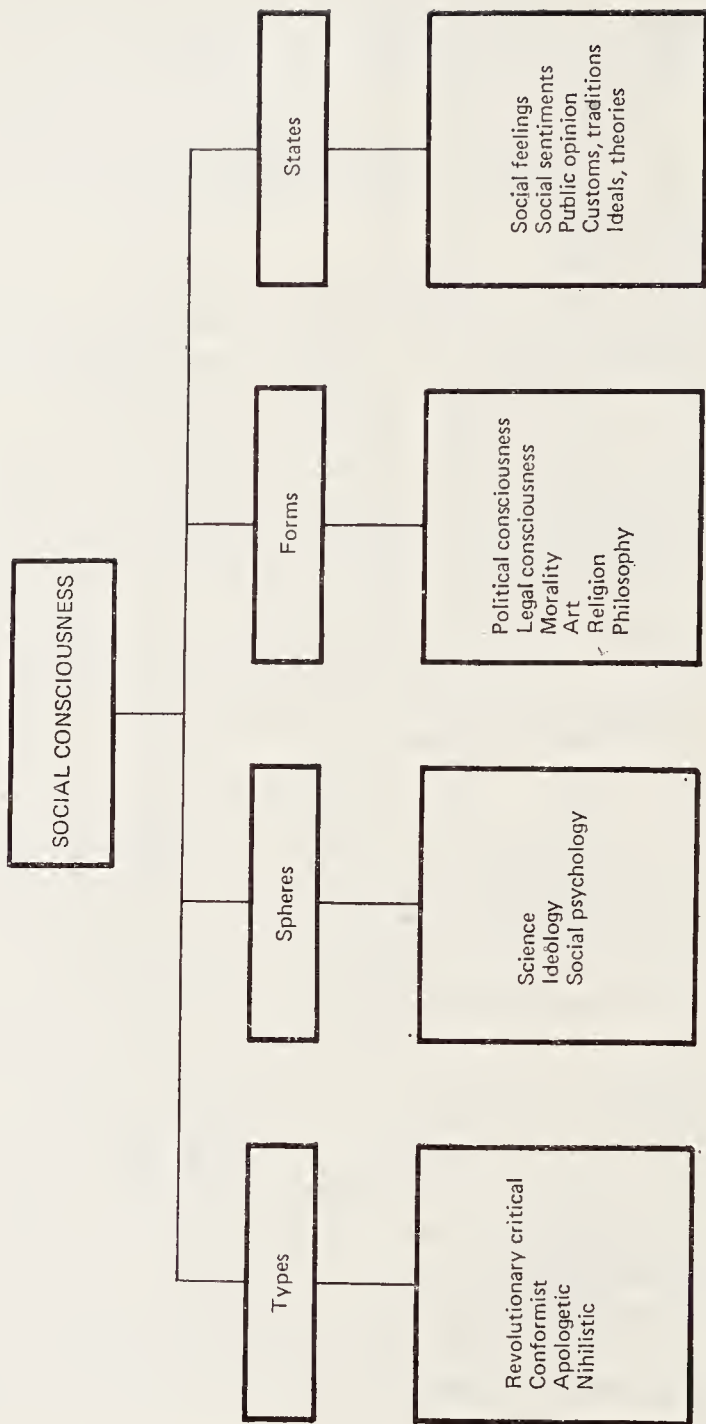 SOCIAL CONSCIOUSNESS
Types
Spheres
Forms
States
Revolutionary critical
Conformist
Apologetic
Nihilistic
Science
Ideology
Social psychology
Political consciousness
Legal consciousness
Morality
Art
Religion
Philosophy
Social feelings
Social sentiments
Public opinion
Customs, traditions
Ideals, theories